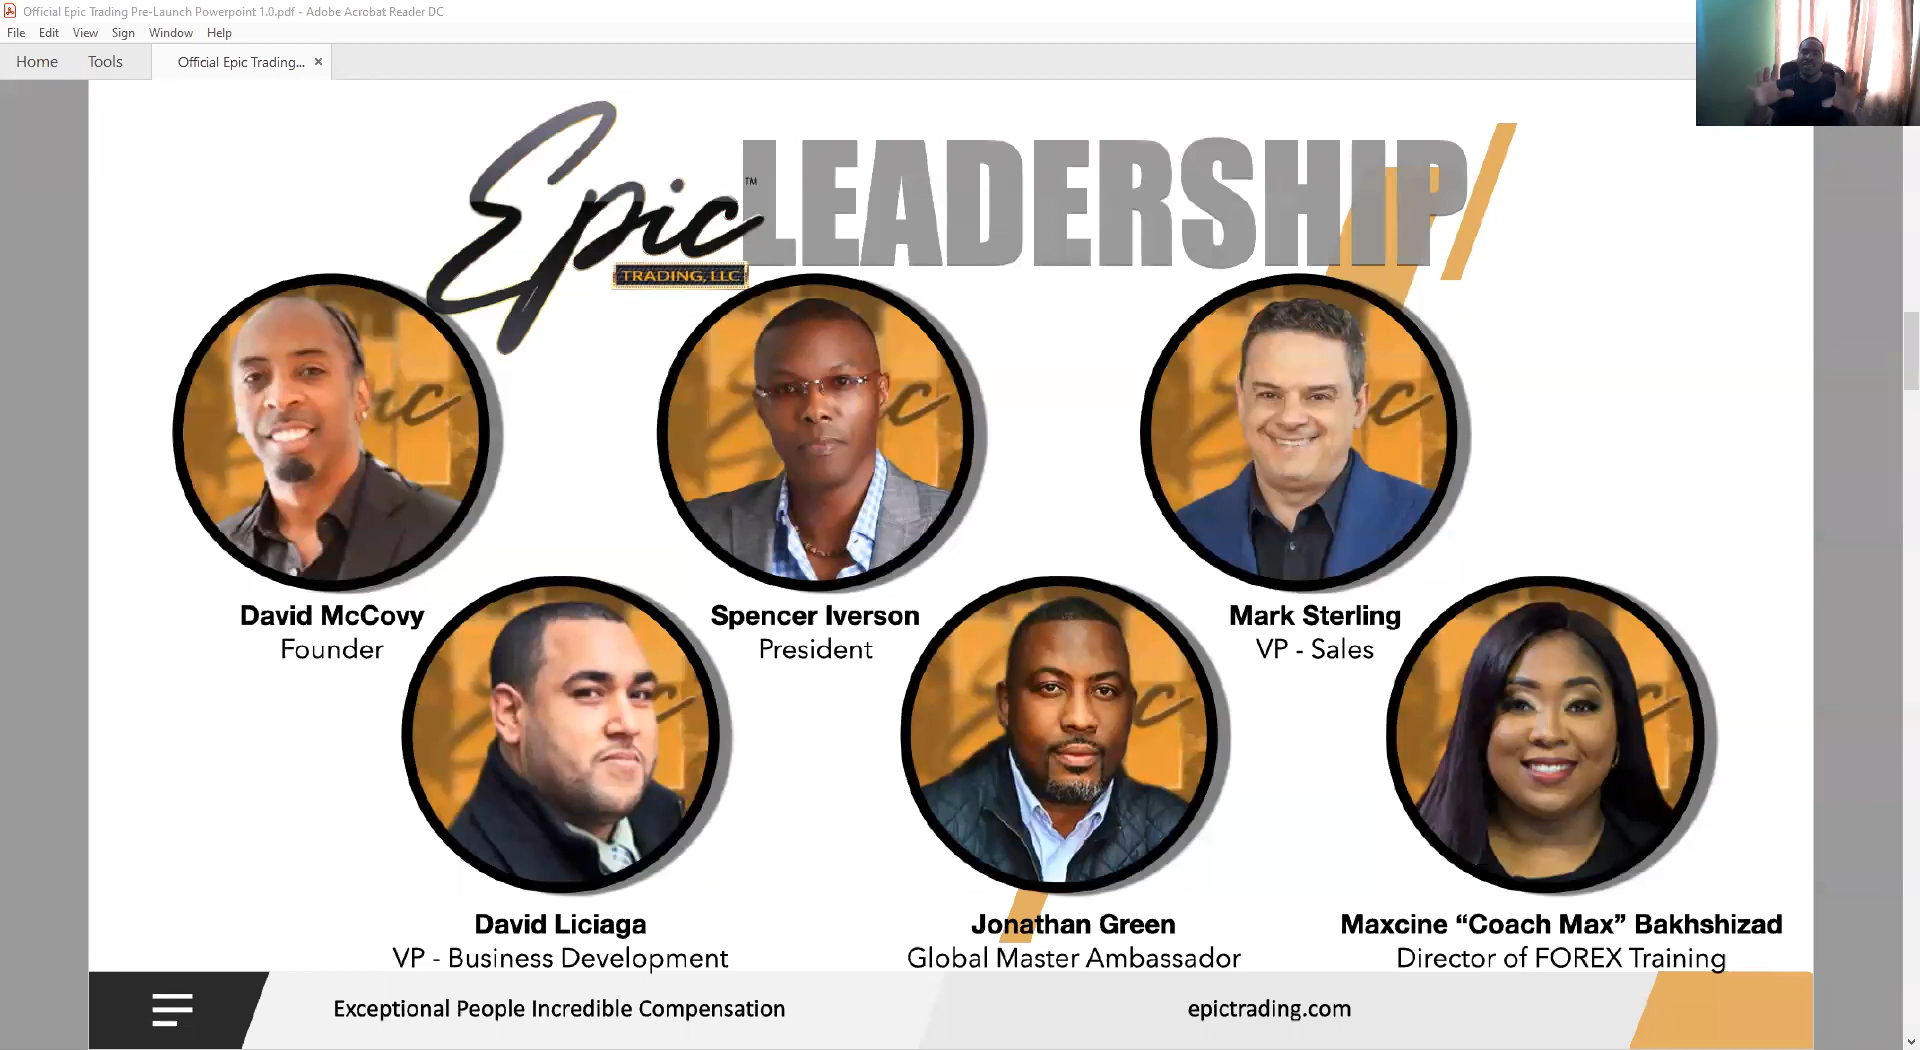 Official Epic Trading Pre-Launch Powerpoint 1.0.pdf - Adobe Acrobat Reader DC
File Edit View Sign Window Help
Home Tools Official Epic Trading... ×
Epic™ LEADERSHIP
TRADING, LLC
David McCovy
Founder
Spencer Iverson
President
Mark Sterling
VP - Sales
David Liciaga
VP - Business Development
Jonathan Green
Global Master Ambassador
Maxcine “Coach Max” Bakhshizad
Director of FOREX Training
Exceptional People Incredible Compensation
epictrading.com